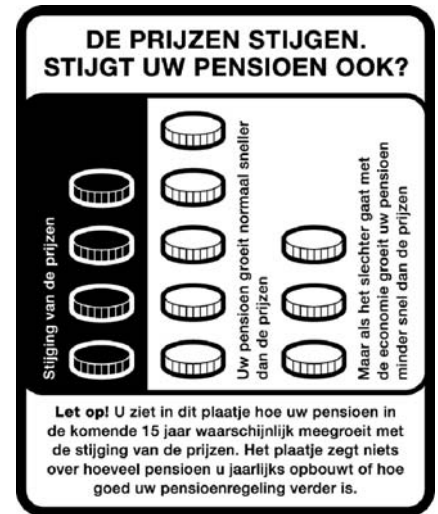 DE PRIJZEN STIJGEN.
STIJGT UW PENSIOEN OOK?
Stijging van de prijzen
Uw pensioen groeit normaal sneller
dan de prijzen
Maar als het slechter gaat met
de economie groeit uw pensioen
minder snel dan de prijzen
Let op! U ziet in dit plaatje hoe uw pensioen in
de komende 15 jaar waarschijnlijk meegroeit met
de stijging van de prijzen. Het plaatje zegt niets
over hoeveel pensioen u jaarlijks opbouwt of hoe
goed uw pensioenregeling verder is.